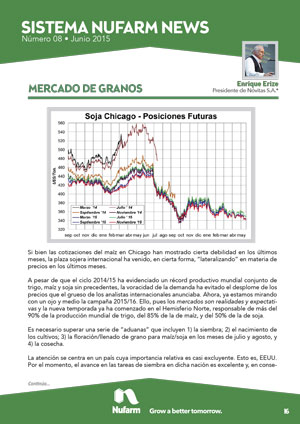 SISTEMA NUFARM NEWS
Número 08 • Junio 2015
Enrique Erize
Presidente de Nóvitas S.A.*
MERCADO DE GRANOS
Soja Chicago - Posiciones Futuras
560
540
520
500
480
460
440
420
400
380
360
340
320
300
US$/Ton
Marzo '14
Julio '14
Septiembre '14
Noviembre '14
Marzo '15
Julio '15
Septiembre '15
Noviembre '15
sep oct nov dic ene feb mar abr may jun jul ago sep oct nov dic ene feb mar abr may jun
Si bien las cotizaciones del maíz en Chicago han mostrado cierta debilidad en los últimos
meses, la plaza sojera internacional ha venido, en cierta forma, "lateralizando" en materia de
precios en los últimos meses.
A pesar de que el ciclo 2014/15 ha evidenciado un récord productivo mundial conjunto de
trigo, maíz y soja sin precedentes, la voracidad de la demanda ha evitado el desplome de los
precios que el grueso de los analistas internacionales anunciaba. Ahora, ya estamos mirando
con un ojo y medio la campaña 2015/16. Ello, pues los mercados son realidades y expectati-
vas y la nueva temporada ya ha comenzado en el Hemisferio Norte, responsable de más del
90% de la producción mundial de trigo, del 85% de la de maíz, y del 50% de la de soja
Es necesario superar una serie de "aduanas" que incluyen 1) la siembra; 2) el nacimiento de
los cultivos; 3) la floración/llenado de grano para maíz/soja en los meses de julio y agosto, y
4) la cosecha.
La atención se centra en un país cuya importancia relativa es casi excluyente. Esto es, EEUU.
Por el momento, el avance en las tareas de siembra en dicha nación es excelente y, en conse-
Continúa...
Nufarm
Grow a better tomorrow.
16